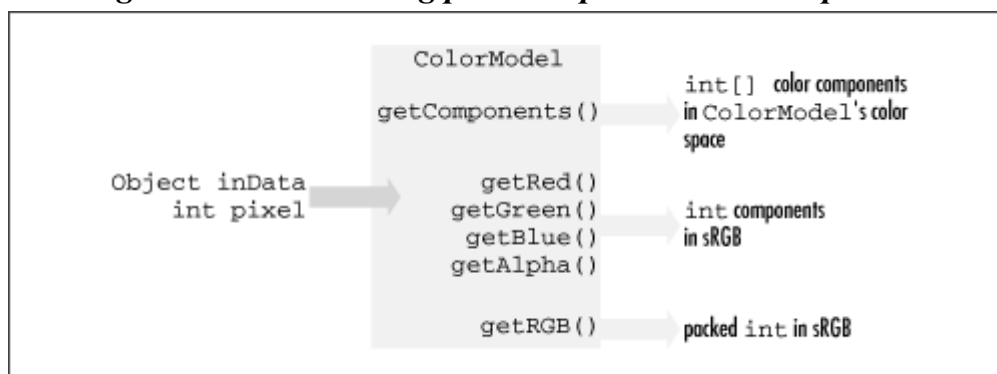 ColorModel
getComponents()
int[] color components
in ColorModel's color
space
Object inData
int pixel
getRed()
getGreen()
getBlue()
getAlpha()
int components
in sRGB
getRGB()
packed int in sRGB